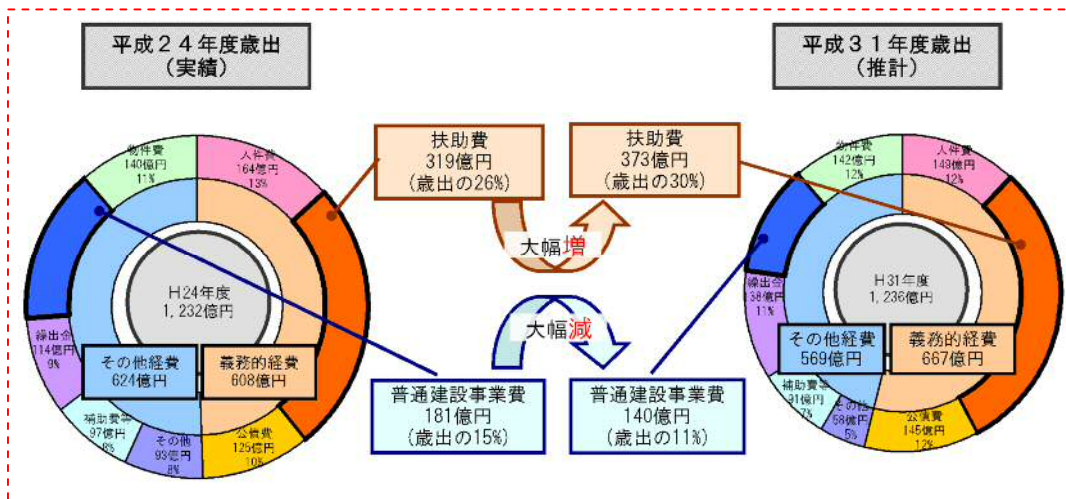 平成２４年度歳出
（実績）
平成３１年度歳出
（推計）
物件費
140億円
11%
人件費
164億円
13%
H24年度
1,232億円
繰出金
114億円
9%
その他経費
624億円
義務的経費
608億円
補助費等
97億円
8%
その他
93億円
8%
公債費
125億円
10%
扶助費
319億円
(歳出の26%)
扶助費
373億円
(歳出の30%)
大幅増
大幅減
普通建設事業費
181億円
(歳出の15%)
普通建設事業費
140億円
(歳出の11%)
物件費
142億円
12%
人件費
149億円
12%
H31年度
1,236億円
繰出金
138億円
11%
その他経費
569億円
義務的経費
667億円
補助費等
91億円
7%
その他
58億円
5%
公債費
145億円
12%